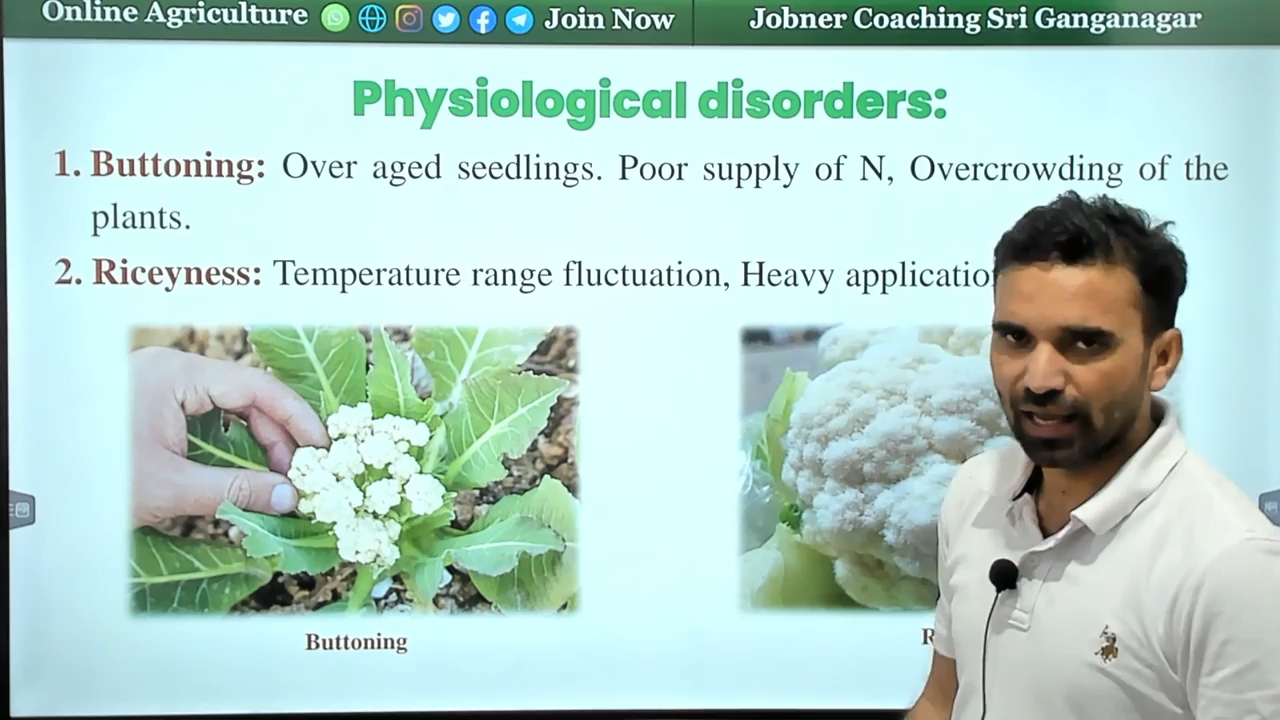 Online Agriculture Join Now Jobner Coaching Sri Ganganagar
Physiological disorders:
1. Buttoning: Over aged seedlings. Poor supply of N, Overcrowding of the
plants.
2. Riceyness: Temperature range fluctuation, Heavy
Buttoning